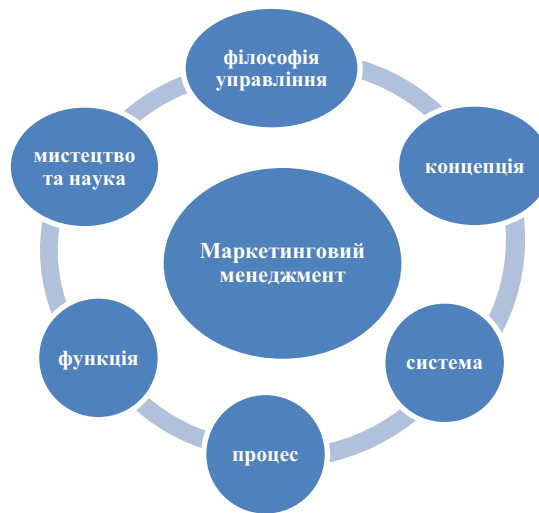 філософія
управління
мистецтво
та наука
концепція
Маркетинговий
менеджмент
функція
система
процес